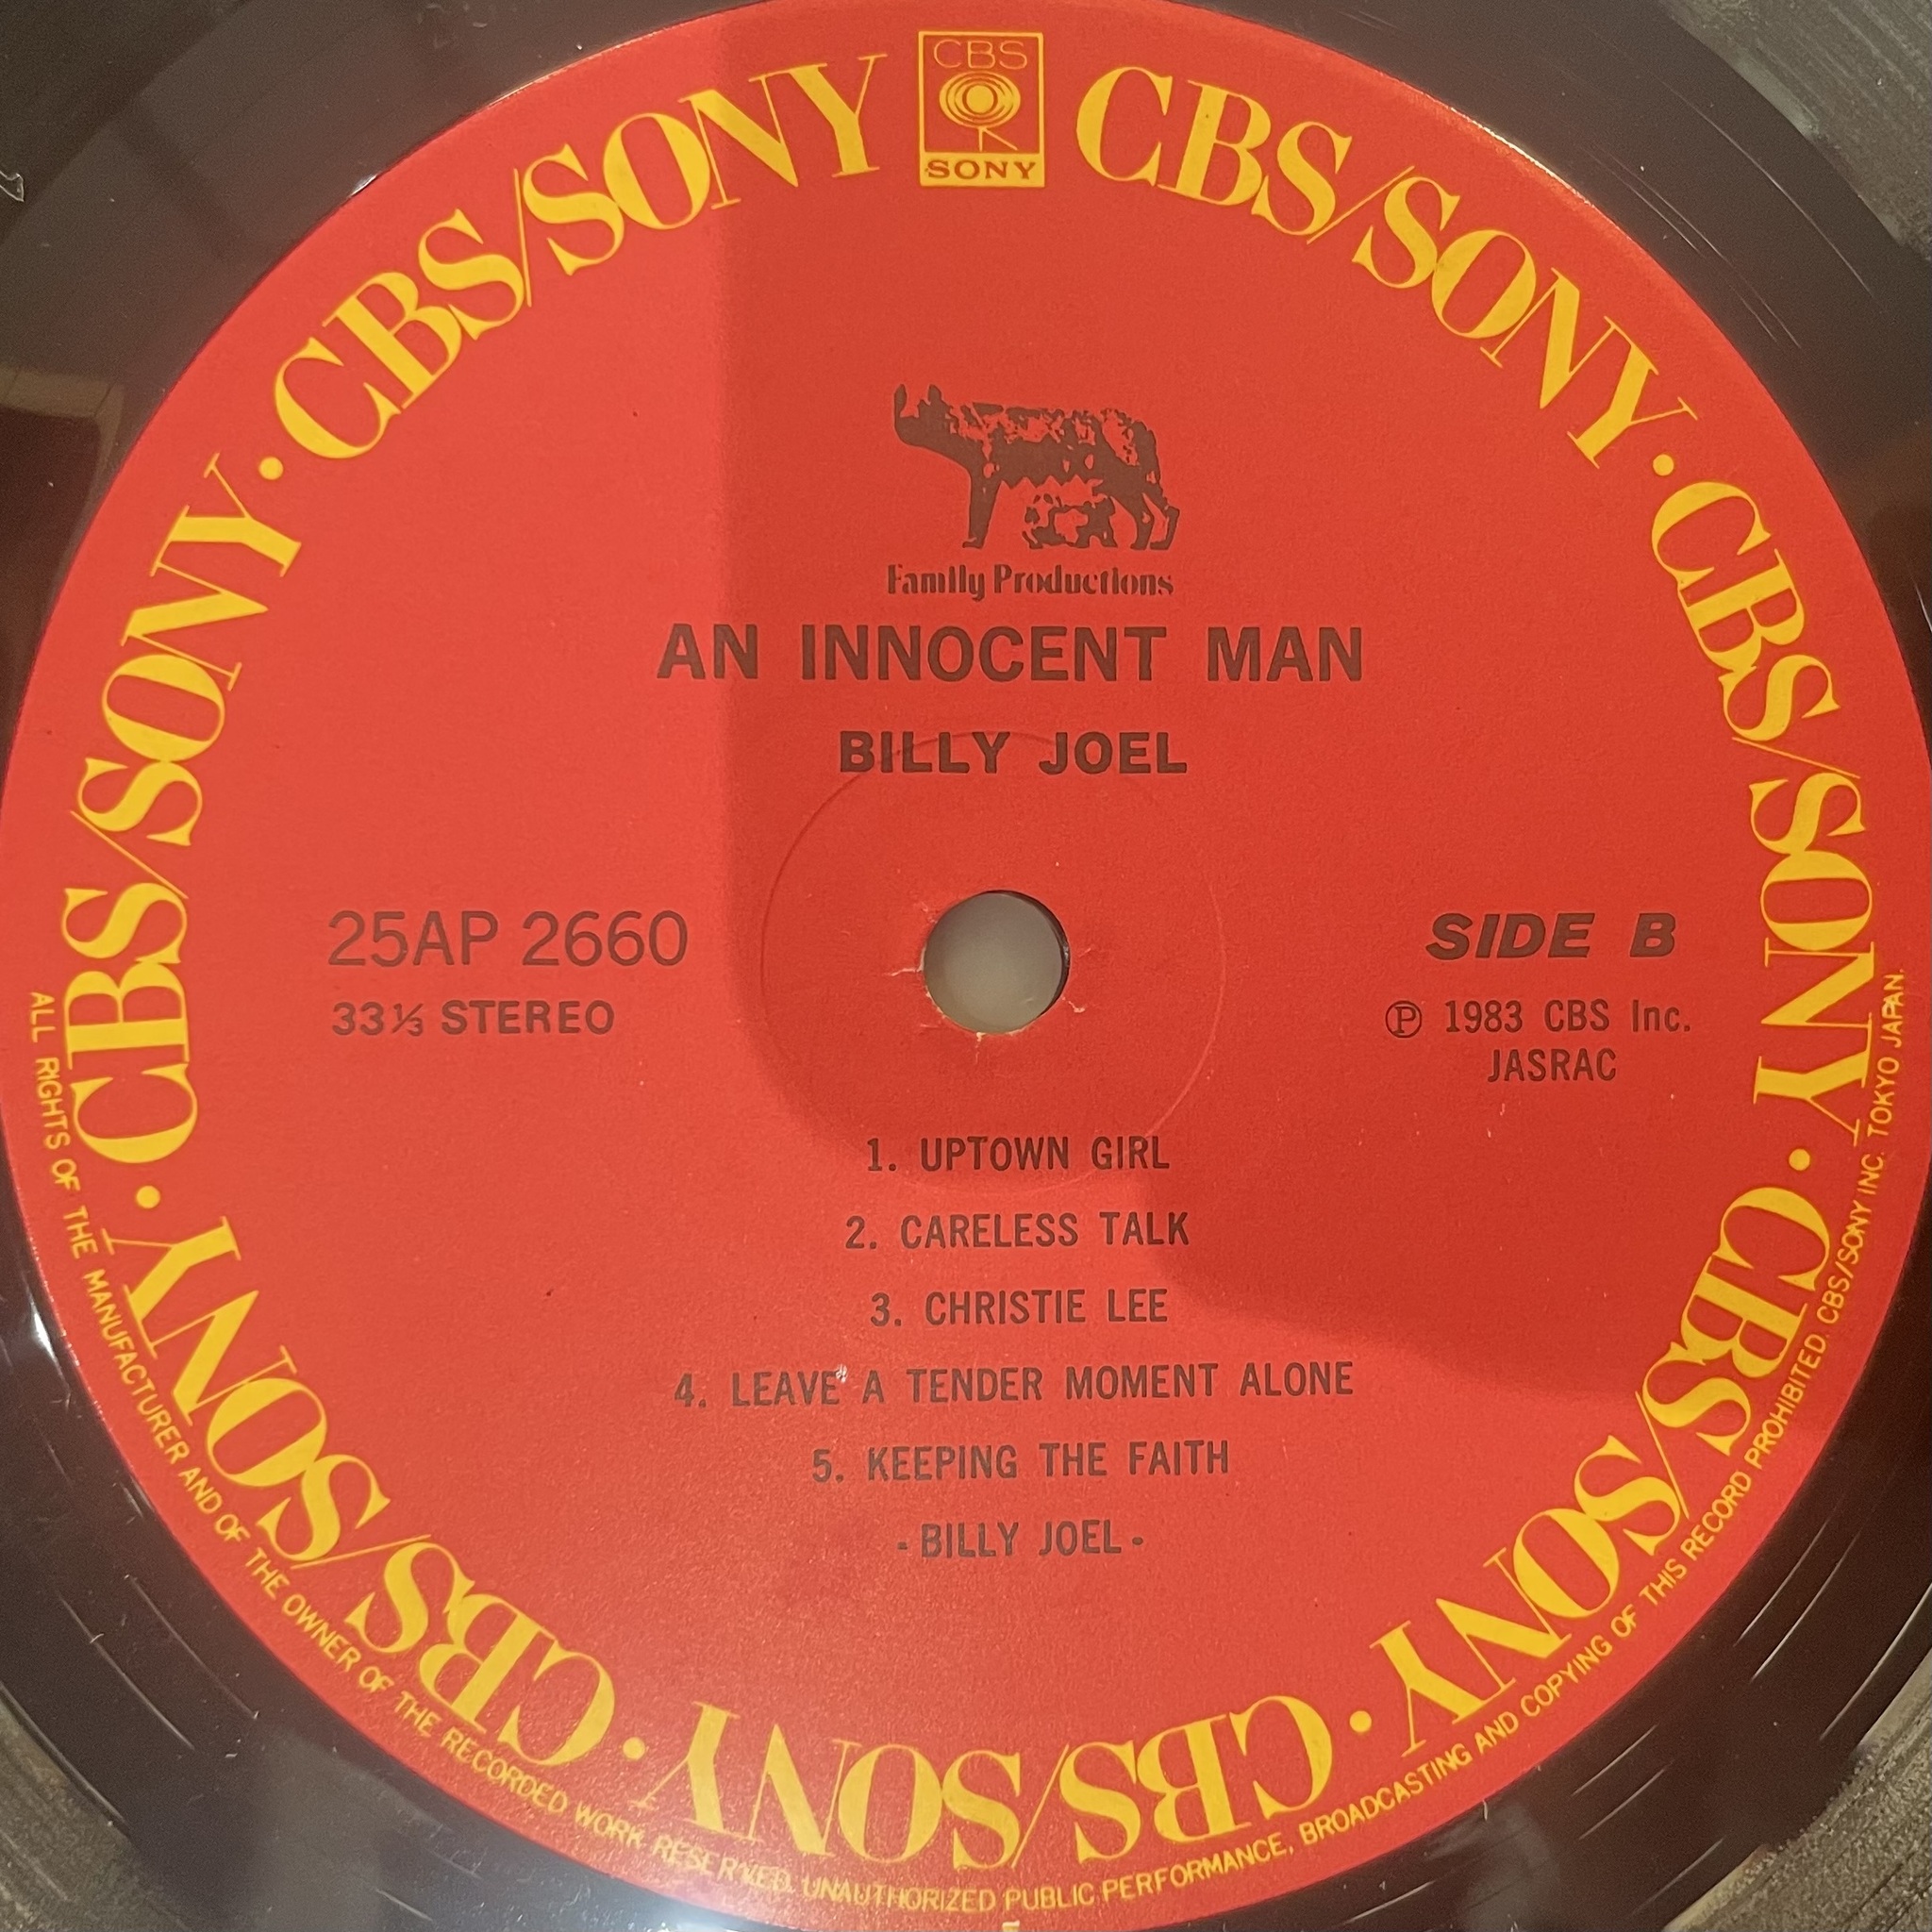 CBS
SONY
CBS/SONY · CBS/SONY · CBS/SONY · CBS/SONY · CBS/SONY · CBS/SONY · CBS/SONY · CBS/SONY
Family Productions
AN INNOCENT MAN
BILLY JOEL
25AP 2660
33⅓ STEREO
SIDE B
Ⓟ 1983 CBS Inc.
JASRAC
1. UPTOWN GIRL
2. CARELESS TALK
3. CHRISTIE LEE
4. LEAVE A TENDER MOMENT ALONE
5. KEEPING THE FAITH
- BILLY JOEL -
ALL RIGHTS OF THE MANUFACTURER AND OF THE OWNER OF THE RECORDED WORK RESERVED. UNAUTHORIZED PUBLIC PERFORMANCE, BROADCASTING AND COPYING OF THIS RECORD PROHIBITED. CBS/SONY INC. TOKYO JAPAN.